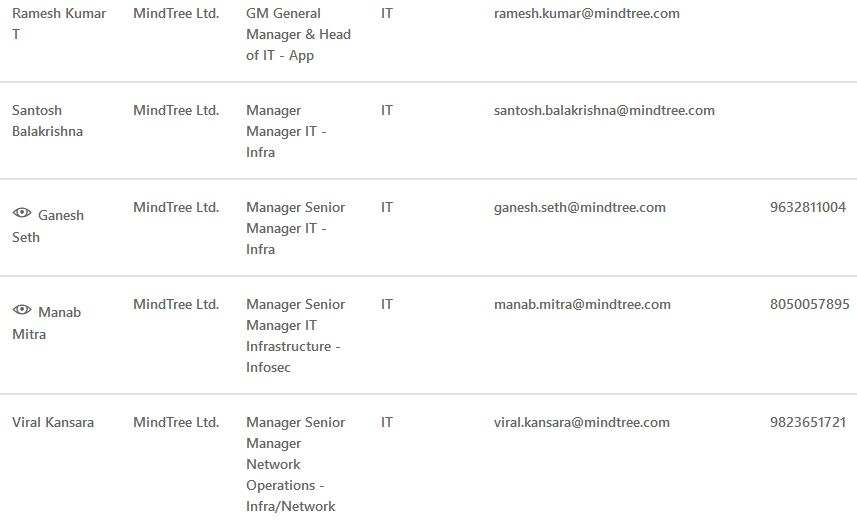 Ramesh Kumar MindTree Ltd. GM General IT ramesh.kumar@mindtree.com
T Manager & Head
of IT - App
Santosh MindTree Ltd. Manager IT santosh.balakrishna@mindtree.com
Balakrishna Manager IT -
Infra
Ganesh MindTree Ltd. Manager Senior IT ganesh.seth@mindtree.com 9632811004
Seth Manager IT -
Infra
Manab MindTree Ltd. Manager Senior IT manab.mitra@mindtree.com 8050057895
Mitra Manager IT
Infrastructure -
Infosec
Viral Kansara MindTree Ltd. Manager Senior IT viral.kansara@mindtree.com 9823651721
Manager
Network
Operations -
Infra/Network